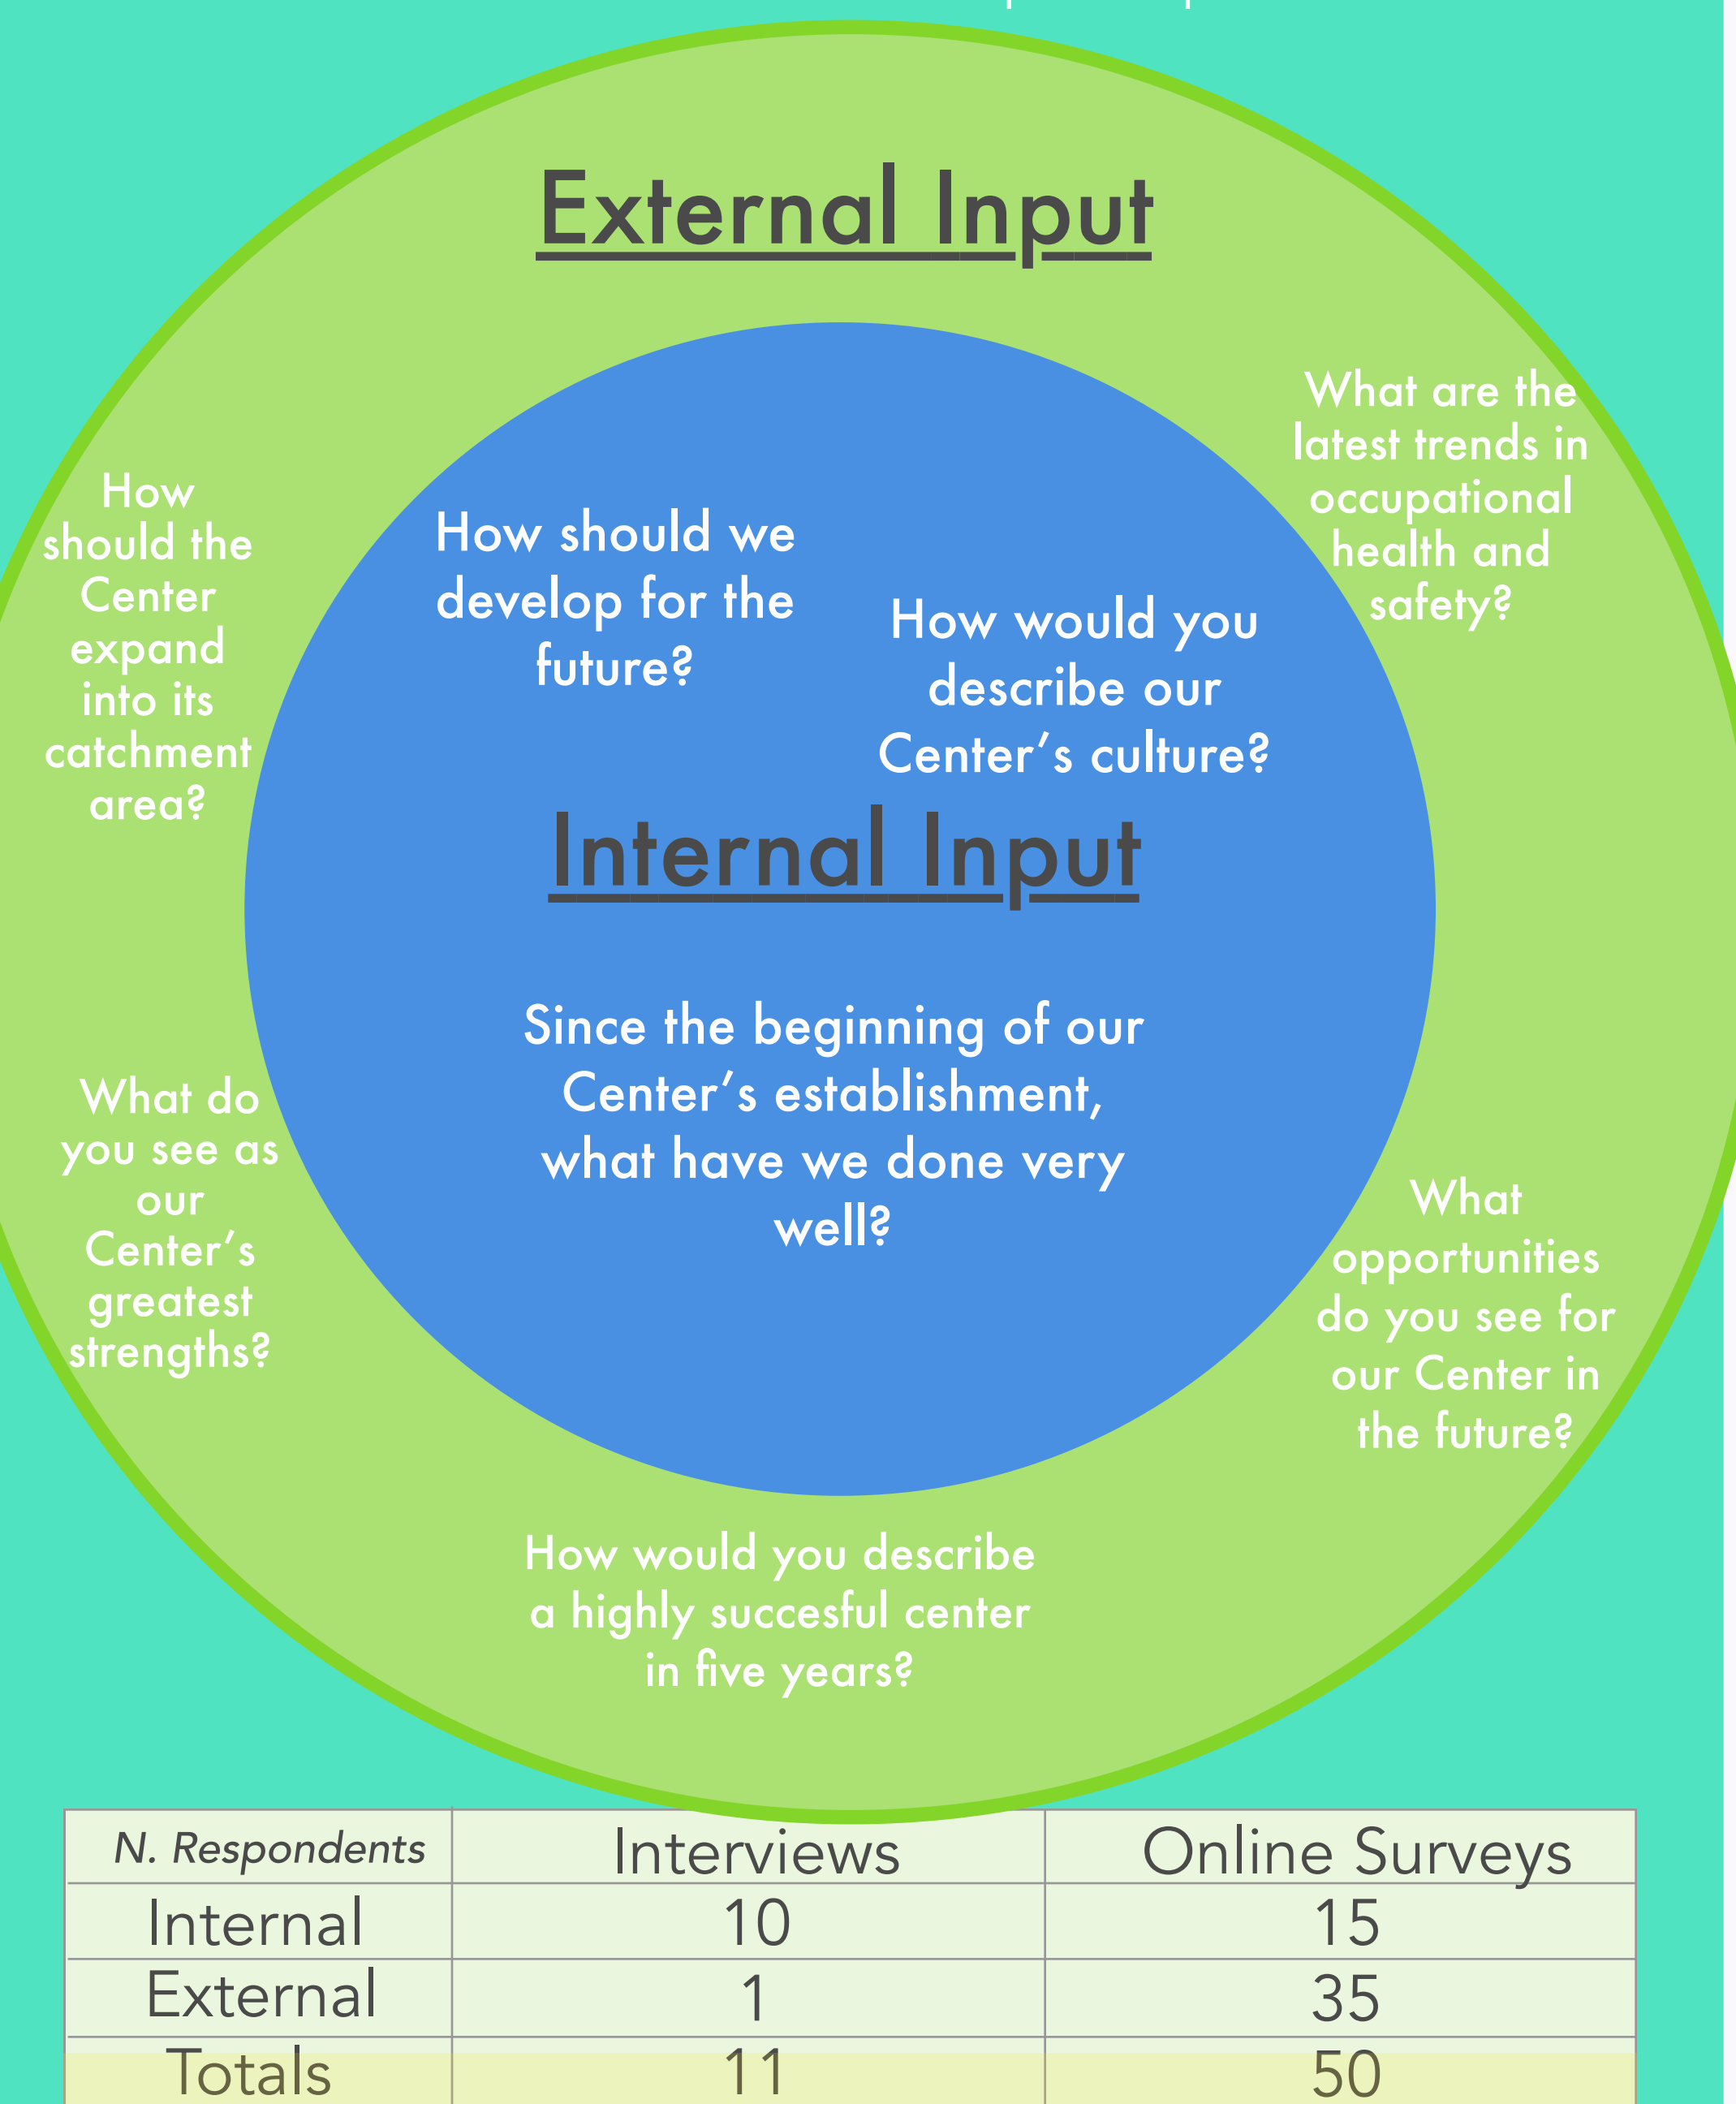 External Input
What are the
latest trends in
occupational
health and
safety?
How
should the
Center
expand
into its
catchment
area?
How should we
develop for the
future?
How would you
describe our
Center's culture?
Internal Input
Since the beginning of our
Center's establishment,
what have we done very
well?
What do
you see as
our
Center's
greatest
strengths?
What
opportunities
do you see for
our Center in
the future?
How would you describe
a highly succesful center
in five years?
N. Respondents Interviews Online Surveys
Internal 10 15
External 1 35
Totals 11 50